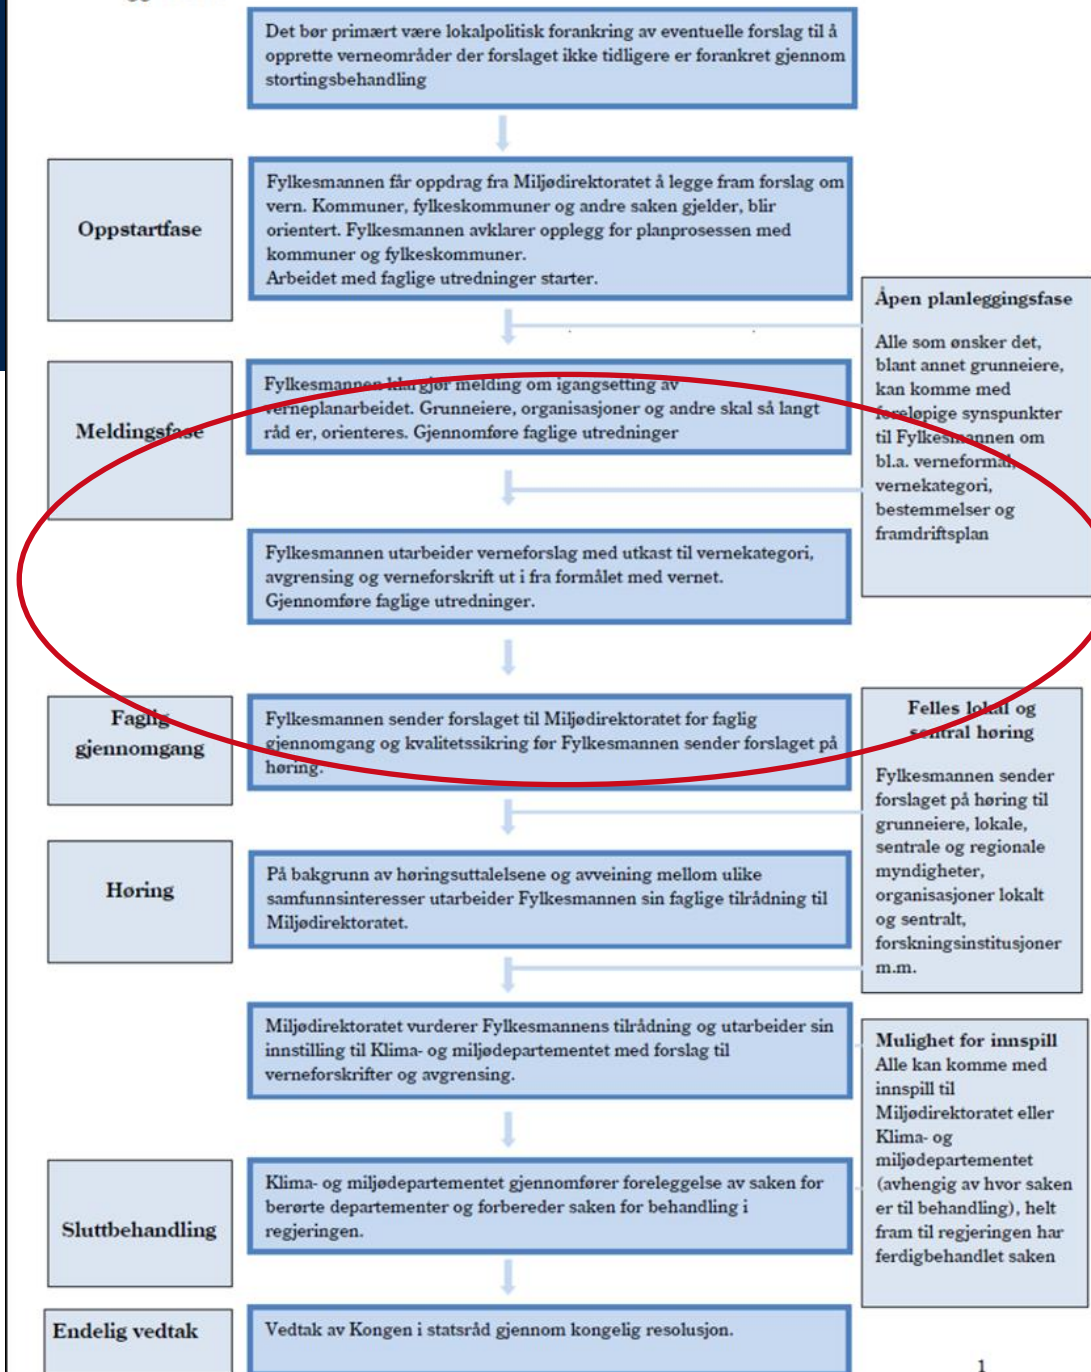 Det bør primært være lokalpolitisk forankring av eventuelle forslag til å
opprette verneområder der forslaget ikke tidligere er forankret gjennom
stortingsbehandling
Oppstartfase
Fylkesmannen får oppdrag fra Miljødirektoratet å legge fram forslag om
vern. Kommuner, fylkeskommuner og andre saken gjelder, blir
orientert. Fylkesmannen avklarer opplegg for planprosessen med
kommuner og fylkeskommuner.
Arbeidet med faglige utredninger starter.
Åpen planleggingsfase
Alle som ønsker det,
blant annet grunneiere,
kan komme med
foreløpige synspunkter
til Fylkesmannen om
bl.a. verneformål,
vernekategori,
bestemmelser og
framdriftsplan
Meldingsfase
Fylkesmannen klargjør melding om igangsetting av
verneplanarbeidet. Grunneiere, organisasjoner og andre skal så langt
råd er, orienteres. Gjennomføre faglige utredninger
Fylkesmannen utarbeider verneforslag med utkast til vernekategori,
avgrensing og verneforskrift ut i fra formålet med vernet.
Gjennomføre faglige utredninger.
Faglig
gjennomgang
Fylkesmannen sender forslaget til Miljødirektoratet for faglig
gjennomgang og kvalitetssikring før Fylkesmannen sender forslaget på
høring.
Felles lokal og
sentral høring
Fylkesmannen sender
forslaget på høring til
grunneiere, lokale,
sentrale og regionale
myndigheter,
organisasjoner lokalt
og sentralt,
forskningsinstitusjoner
m.m.
Høring
På bakgrunn av høringsuttalelsene og avveining mellom ulike
samfunnsinteresser utarbeider Fylkesmannen sin faglige tilrådning til
Miljødirektoratet.
Miljødirektoratet vurderer Fylkesmannens tilrådning og utarbeider sin
innstilling til Klima- og miljødepartementet med forslag til
verneforskrifter og avgrensing.
Mulighet for innspill
Alle kan komme med
innspill til
Miljødirektoratet eller
Klima- og
miljødepartementet
(avhengig av hvor saken
er til behandling), helt
fram til regjeringen har
ferdigbehandlet saken
Sluttbehandling
Klima- og miljødepartementet gjennomfører foreleggelse av saken for
berørte departementer og forbereder saken for behandling i
regjeringen.
Endelig vedtak
Vedtak av Kongen i statsråd gjennom kongelig resolusjon.
1